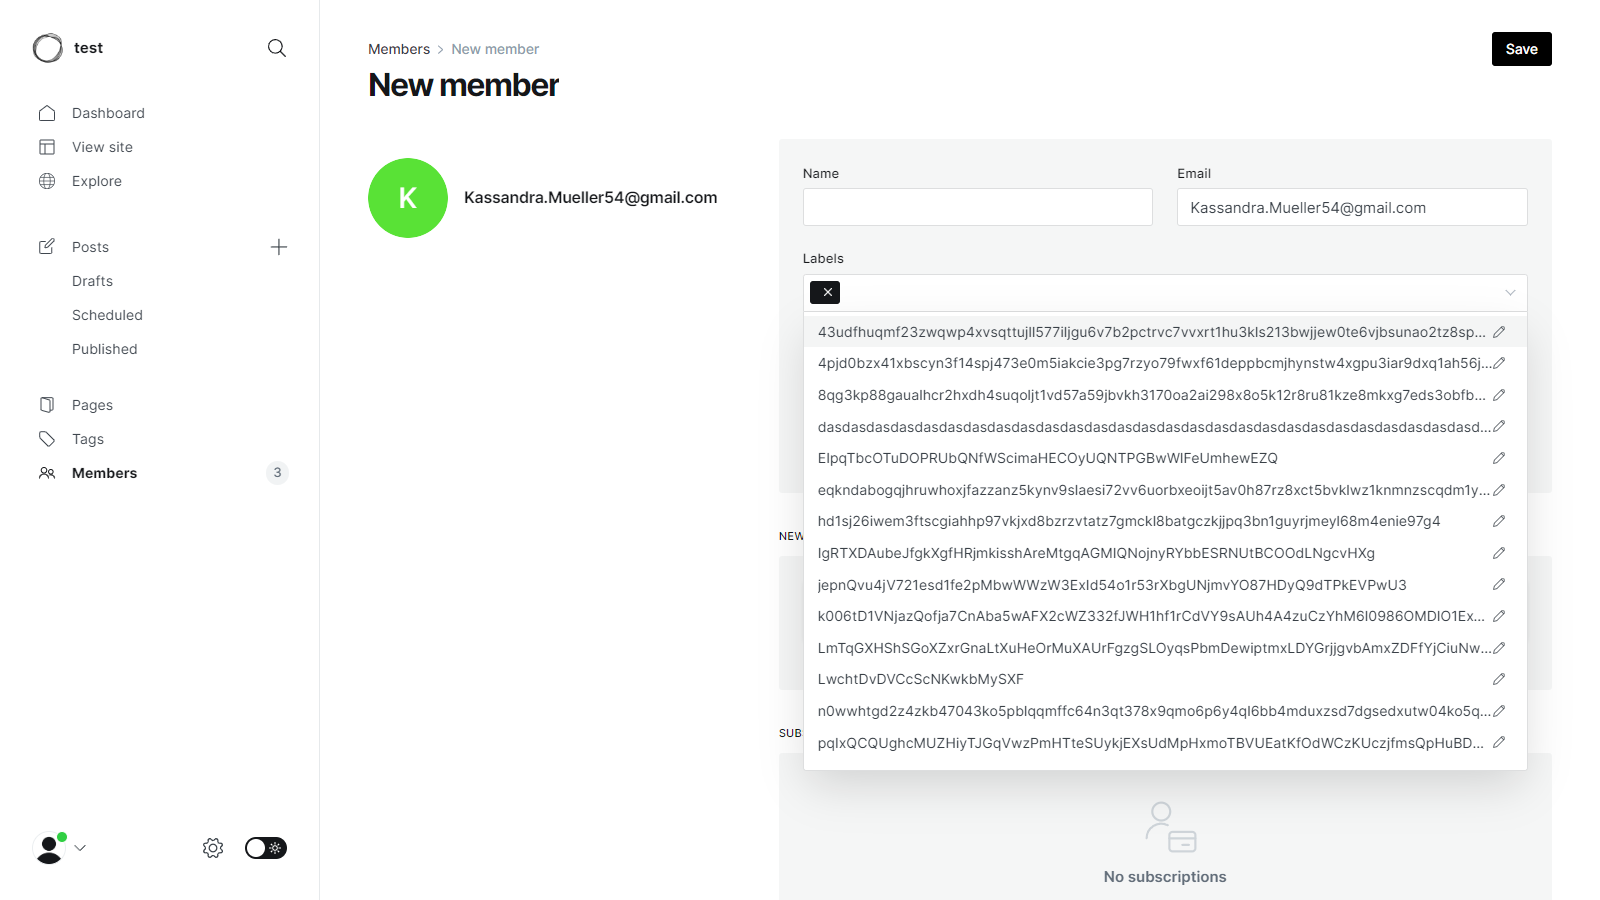 test
Dashboard
View site
Explore
Posts
Drafts
Scheduled
Published
Pages
Tags
Members 3
Members > New member
New member
Save
K
Kassandra.Mueller54@gmail.com
Name
Email
Kassandra.Mueller54@gmail.com
Labels
43udfhuqmf23zwqwp4xvsqttujll577iljgu6v7b2pctrvc7vvxrt1hu3kls213bwjjew0te6vjbsunao2tz8sp...
4pjd0bzx41xbscyn3f14spj473e0m5iakcie3pg7rzyo79fwxf61deppbcmjhynstw4xgpu3iar9dxq1ah56j...
8qg3kp88gaualhcr2hxdh4suqoljt1vd57a59jbvkh3170oa2ai298x8o5k12r8ru81kze8mkxg7eds3obfb...
dasdasdasdasdasdasdasdasdasdasdasdasdasdasdasdasdasdasdasdasdasdasdasdasdasdasdasdasd...
ElpqTbcOTuDOPRUbQNfWScimaHECOyUQNTPGBwWlFeUmhewEZQ
eqkndabogqjhruwhoxjfazzanz5kynv9slaesi72vv6uorbxeoijt5av0h87rz8xct5bvklwz1knmnzscqdm1y...
hd1sj26iwem3ftscgiahhp97vkjxd8bzrzvtatz7gmckl8batgczkjjpq3bn1guyrjmeyl68m4enie97g4
IgRTXDAubeJfgkXgfHRjmkisshAreMtgqAGMIQNojnyRYbbESRNUtBCOOdLNgcvHXg
jepnQvu4jV721esd1fe2pMbwWWzW3ExId54o1r53rXbgUNjmvYO87HDyQ9dTPkEVPwU3
k006tD1VNjazQofja7CnAba5wAFX2cWZ332fJWH1hf1rCdVY9sAUh4A4zuCzYhM6I0986OMDIO1Ex...
LmTqGXHShSGoXZxrGnaLtXuHeOrMuXAUrFgzgSLOyqsPbmDewiptmxLDYGrjjgvbAmxZDFfYjCiuNw...
LwchtDvDVCcScNKwkbMySXF
n0wwhtgd2z4zkb47043ko5pblqqmffc64n3qt378x9qmo6p6y4ql6bb4mduxzsd7dgsedxutw04ko5q...
pqIxQCQUghcMUZHiyTJGqVwzPmHTteSUykjEXsUdMpHxmoTBVUEatKfOdWCzKUczjfmsQpHuBD...
NEW
SUB
No subscriptions